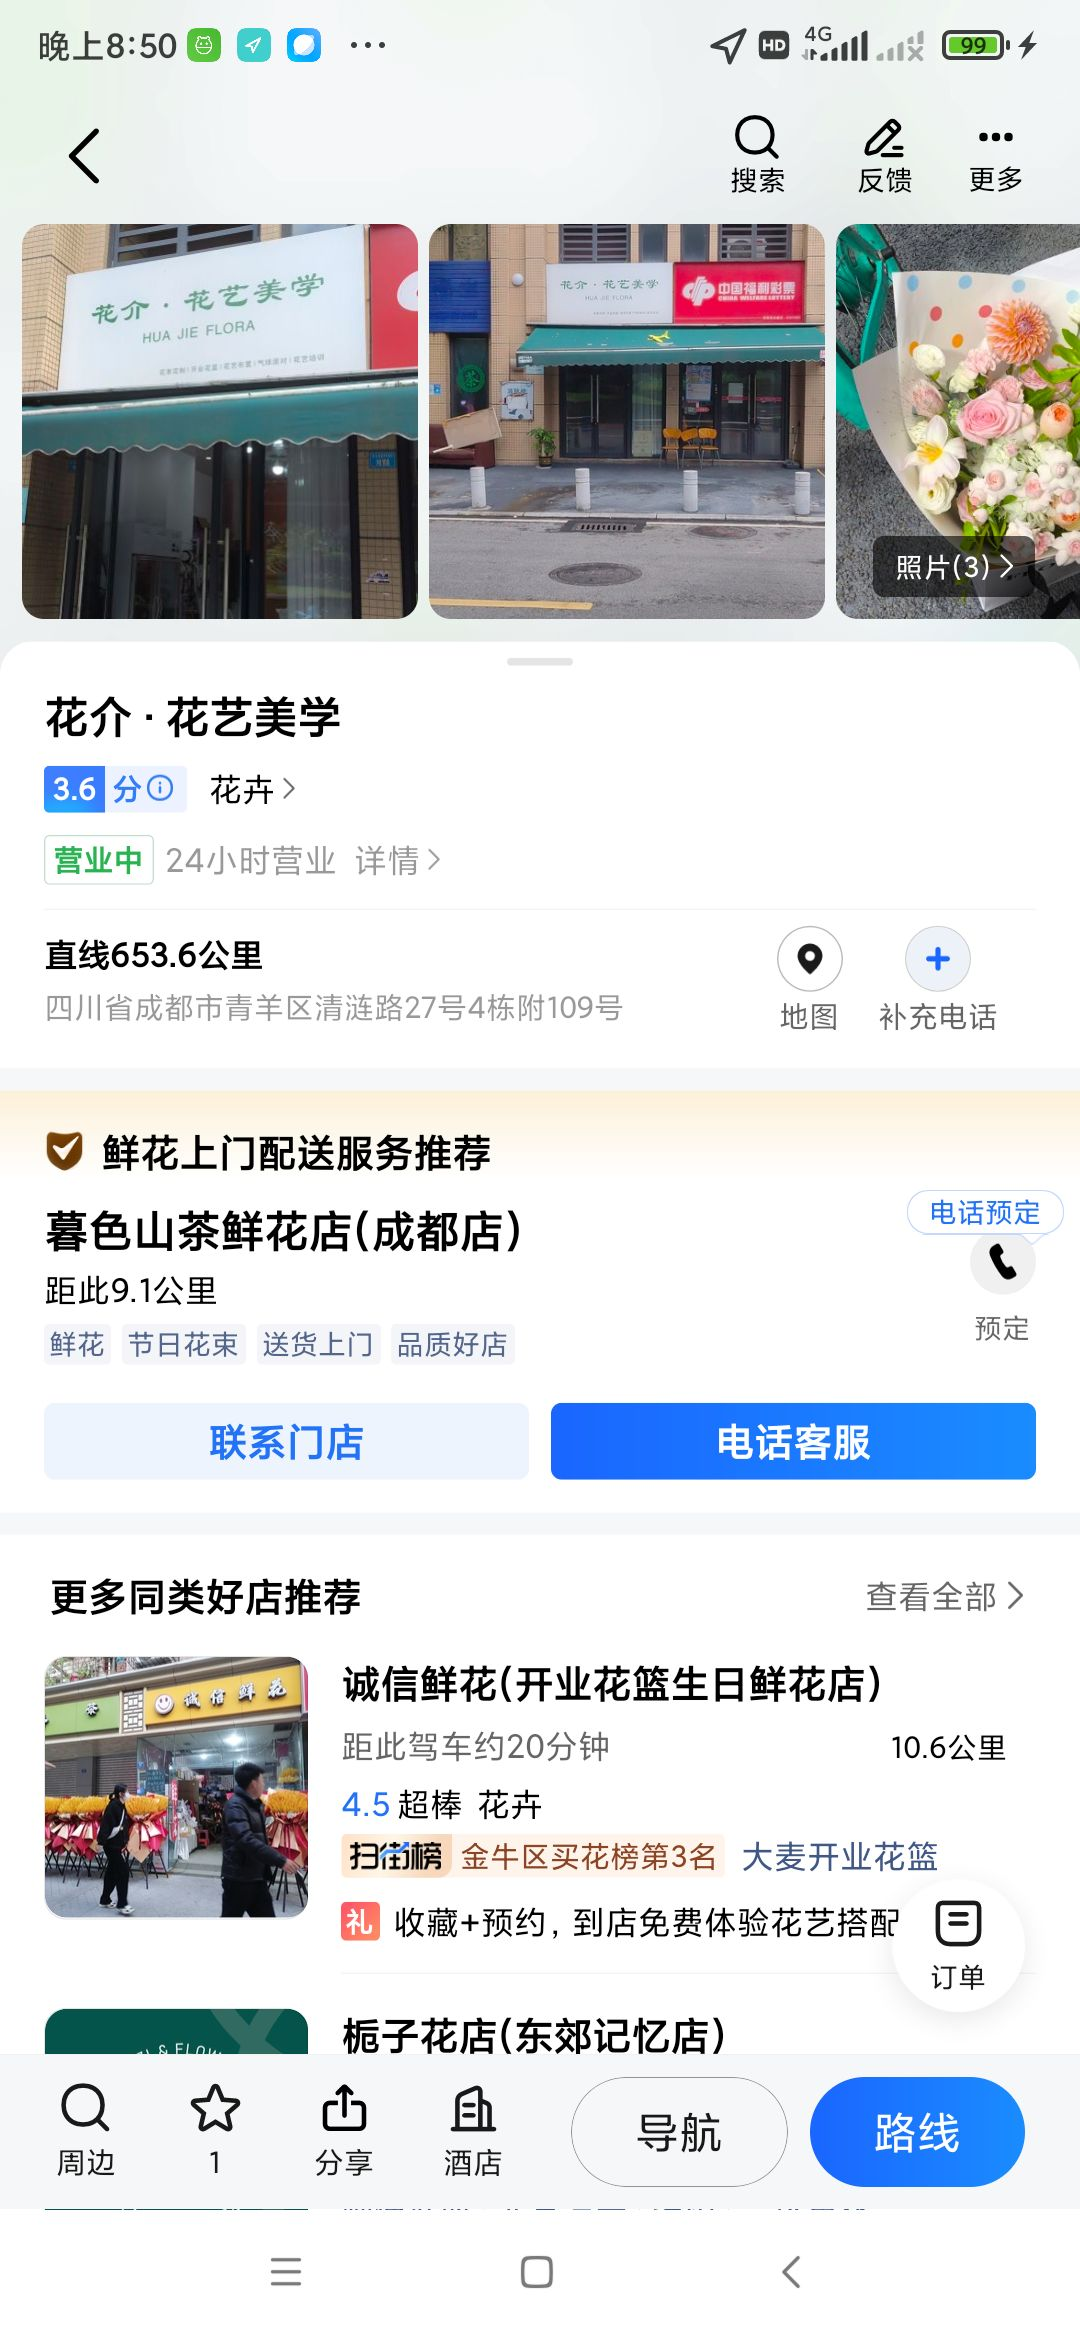 晚上8:50
HD
4G
99
搜索
反馈
更多
花介·花艺美学
HUA JIE FLORA
花介·花艺美学
HUA JIE FLORA
中国福利彩票
CHINA WELFARE LOTTERY
茶
照片(3)
花介·花艺美学
3.6分
花卉
营业中
24小时营业 详情
直线653.6公里
四川省成都市青羊区清涟路27号4栋附109号
地图
补充电话
鲜花上门配送服务推荐
暮色山茶鲜花店(成都店)
电话预定
距此9.1公里
预定
鲜花 节日花束 送货上门 品质好店
联系门店
电话客服
更多同类好店推荐
查看全部
茶
诚信鲜花
诚信鲜花(开业花篮生日鲜花店)
距此驾车约20分钟
10.6公里
4.5 超棒 花卉
扫街榜 金牛区买花榜第3名 大麦开业花篮
礼 收藏+预约,到店免费体验花艺搭配
订单
栀子花店(东郊记忆店)
周边
1
分享
酒店
导航
路线